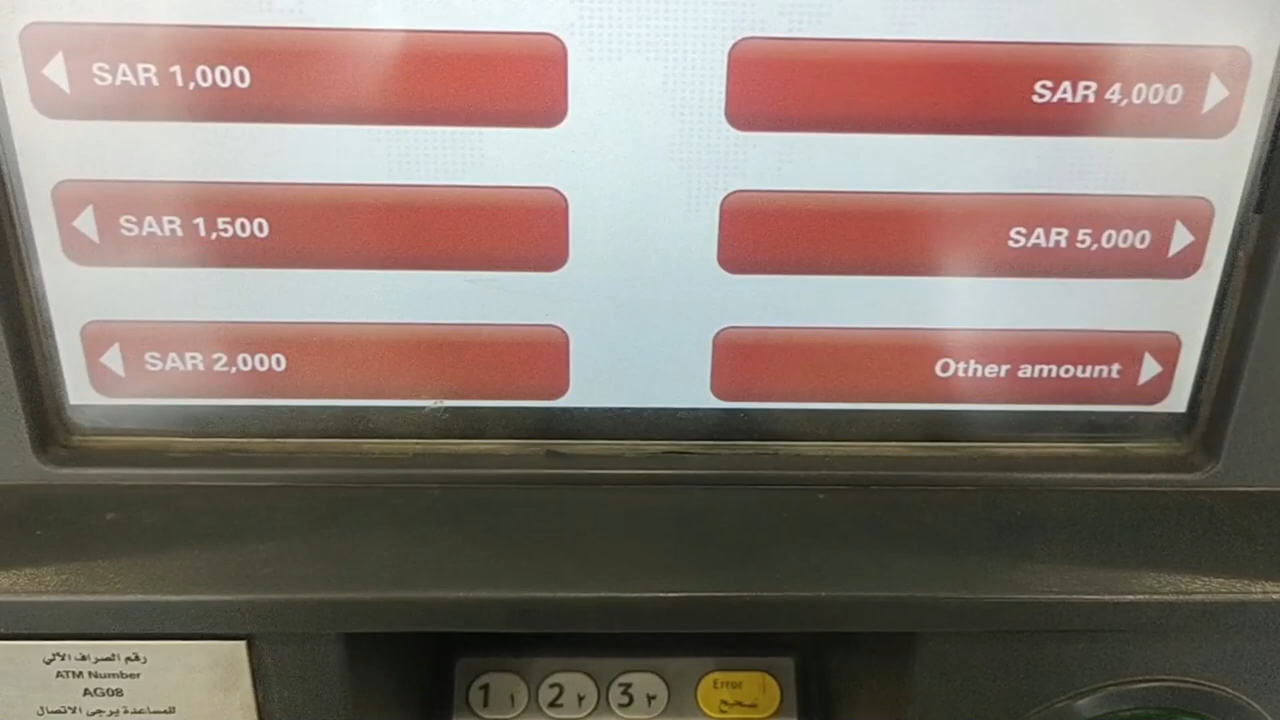 SAR 1,000
SAR 4,000
SAR 1,500
SAR 5,000
SAR 2,000
Other amount
رقم الصراف الآلي
ATM Number
AG08
للمساعدة يرجى الاتصال
1 ١
2 ٢
3 ٣
Error
تصحيح